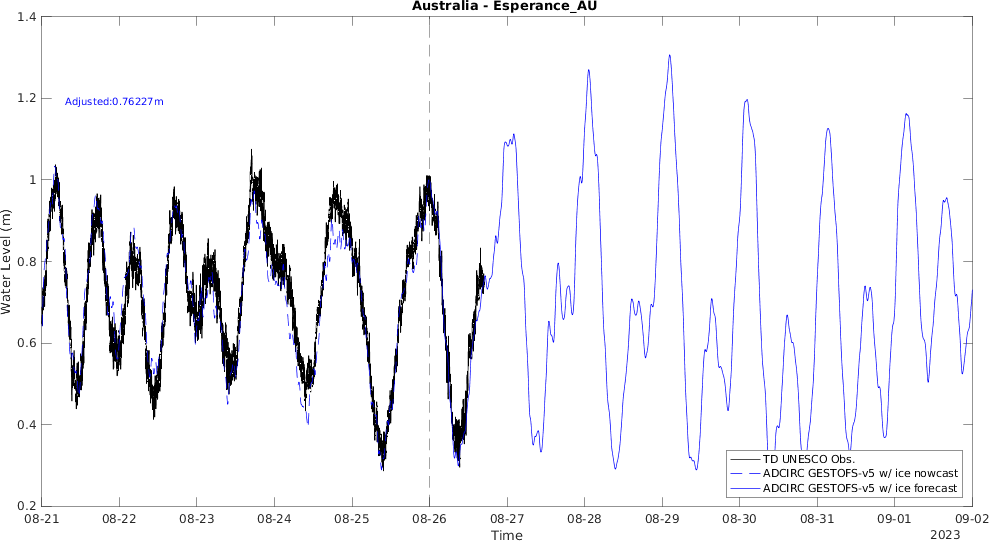 Australia - Esperance_AU
1.4
1.2
1
0.8
0.6
0.4
0.2
Water Level (m)
Adjusted:0.76227m
TD UNESCO Obs.
ADCIRC GESTOFS-v5 w/ ice nowcast
ADCIRC GESTOFS-v5 w/ ice forecast
08-21 08-22 08-23 08-24 08-25 08-26 08-27 08-28 08-29 08-30 08-31 09-01 09-02
Time
2023